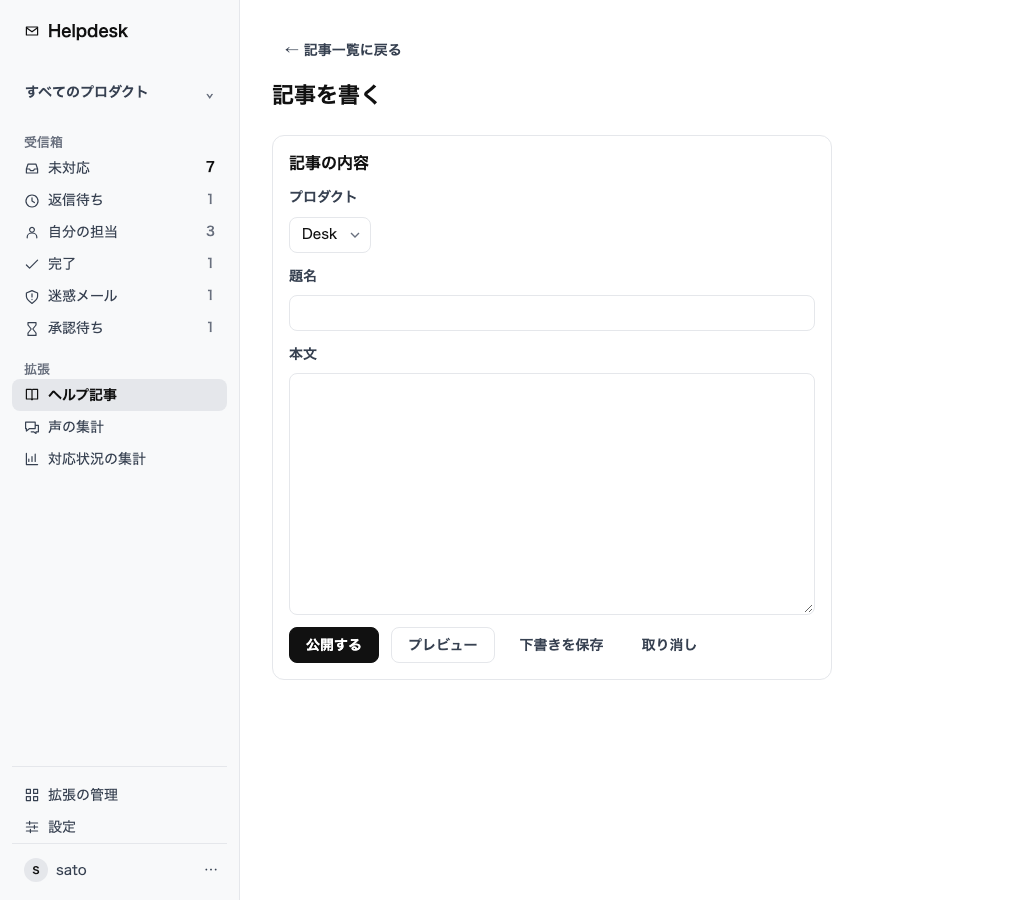 Helpdesk
すべてのプロダクト
受信箱
未対応 7
返信待ち 1
自分の担当 3
完了 1
迷惑メール 1
承認待ち 1
拡張
ヘルプ記事
声の集計
対応状況の集計
拡張の管理
設定
S sato ···
← 記事一覧に戻る
記事を書く
記事の内容
プロダクト
Desk
題名
本文
公開する プレビュー 下書きを保存 取り消し